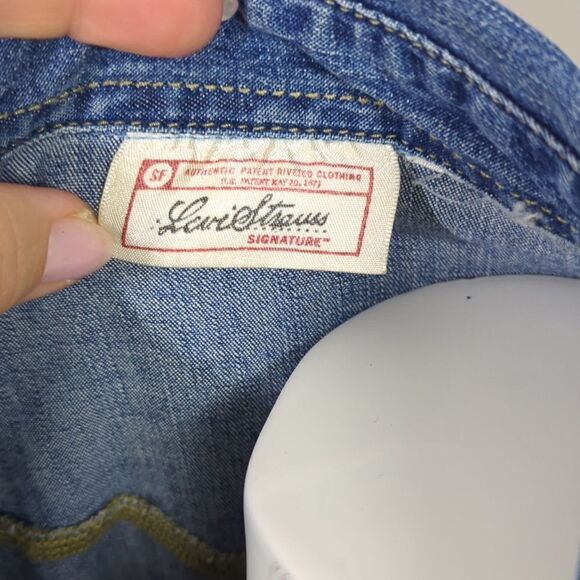 SF
AUTHENTIC PATENT RIVETED CLOTHING
U.S. PATENT MAY 20, 1873
Levi Strauss
SIGNATURE™